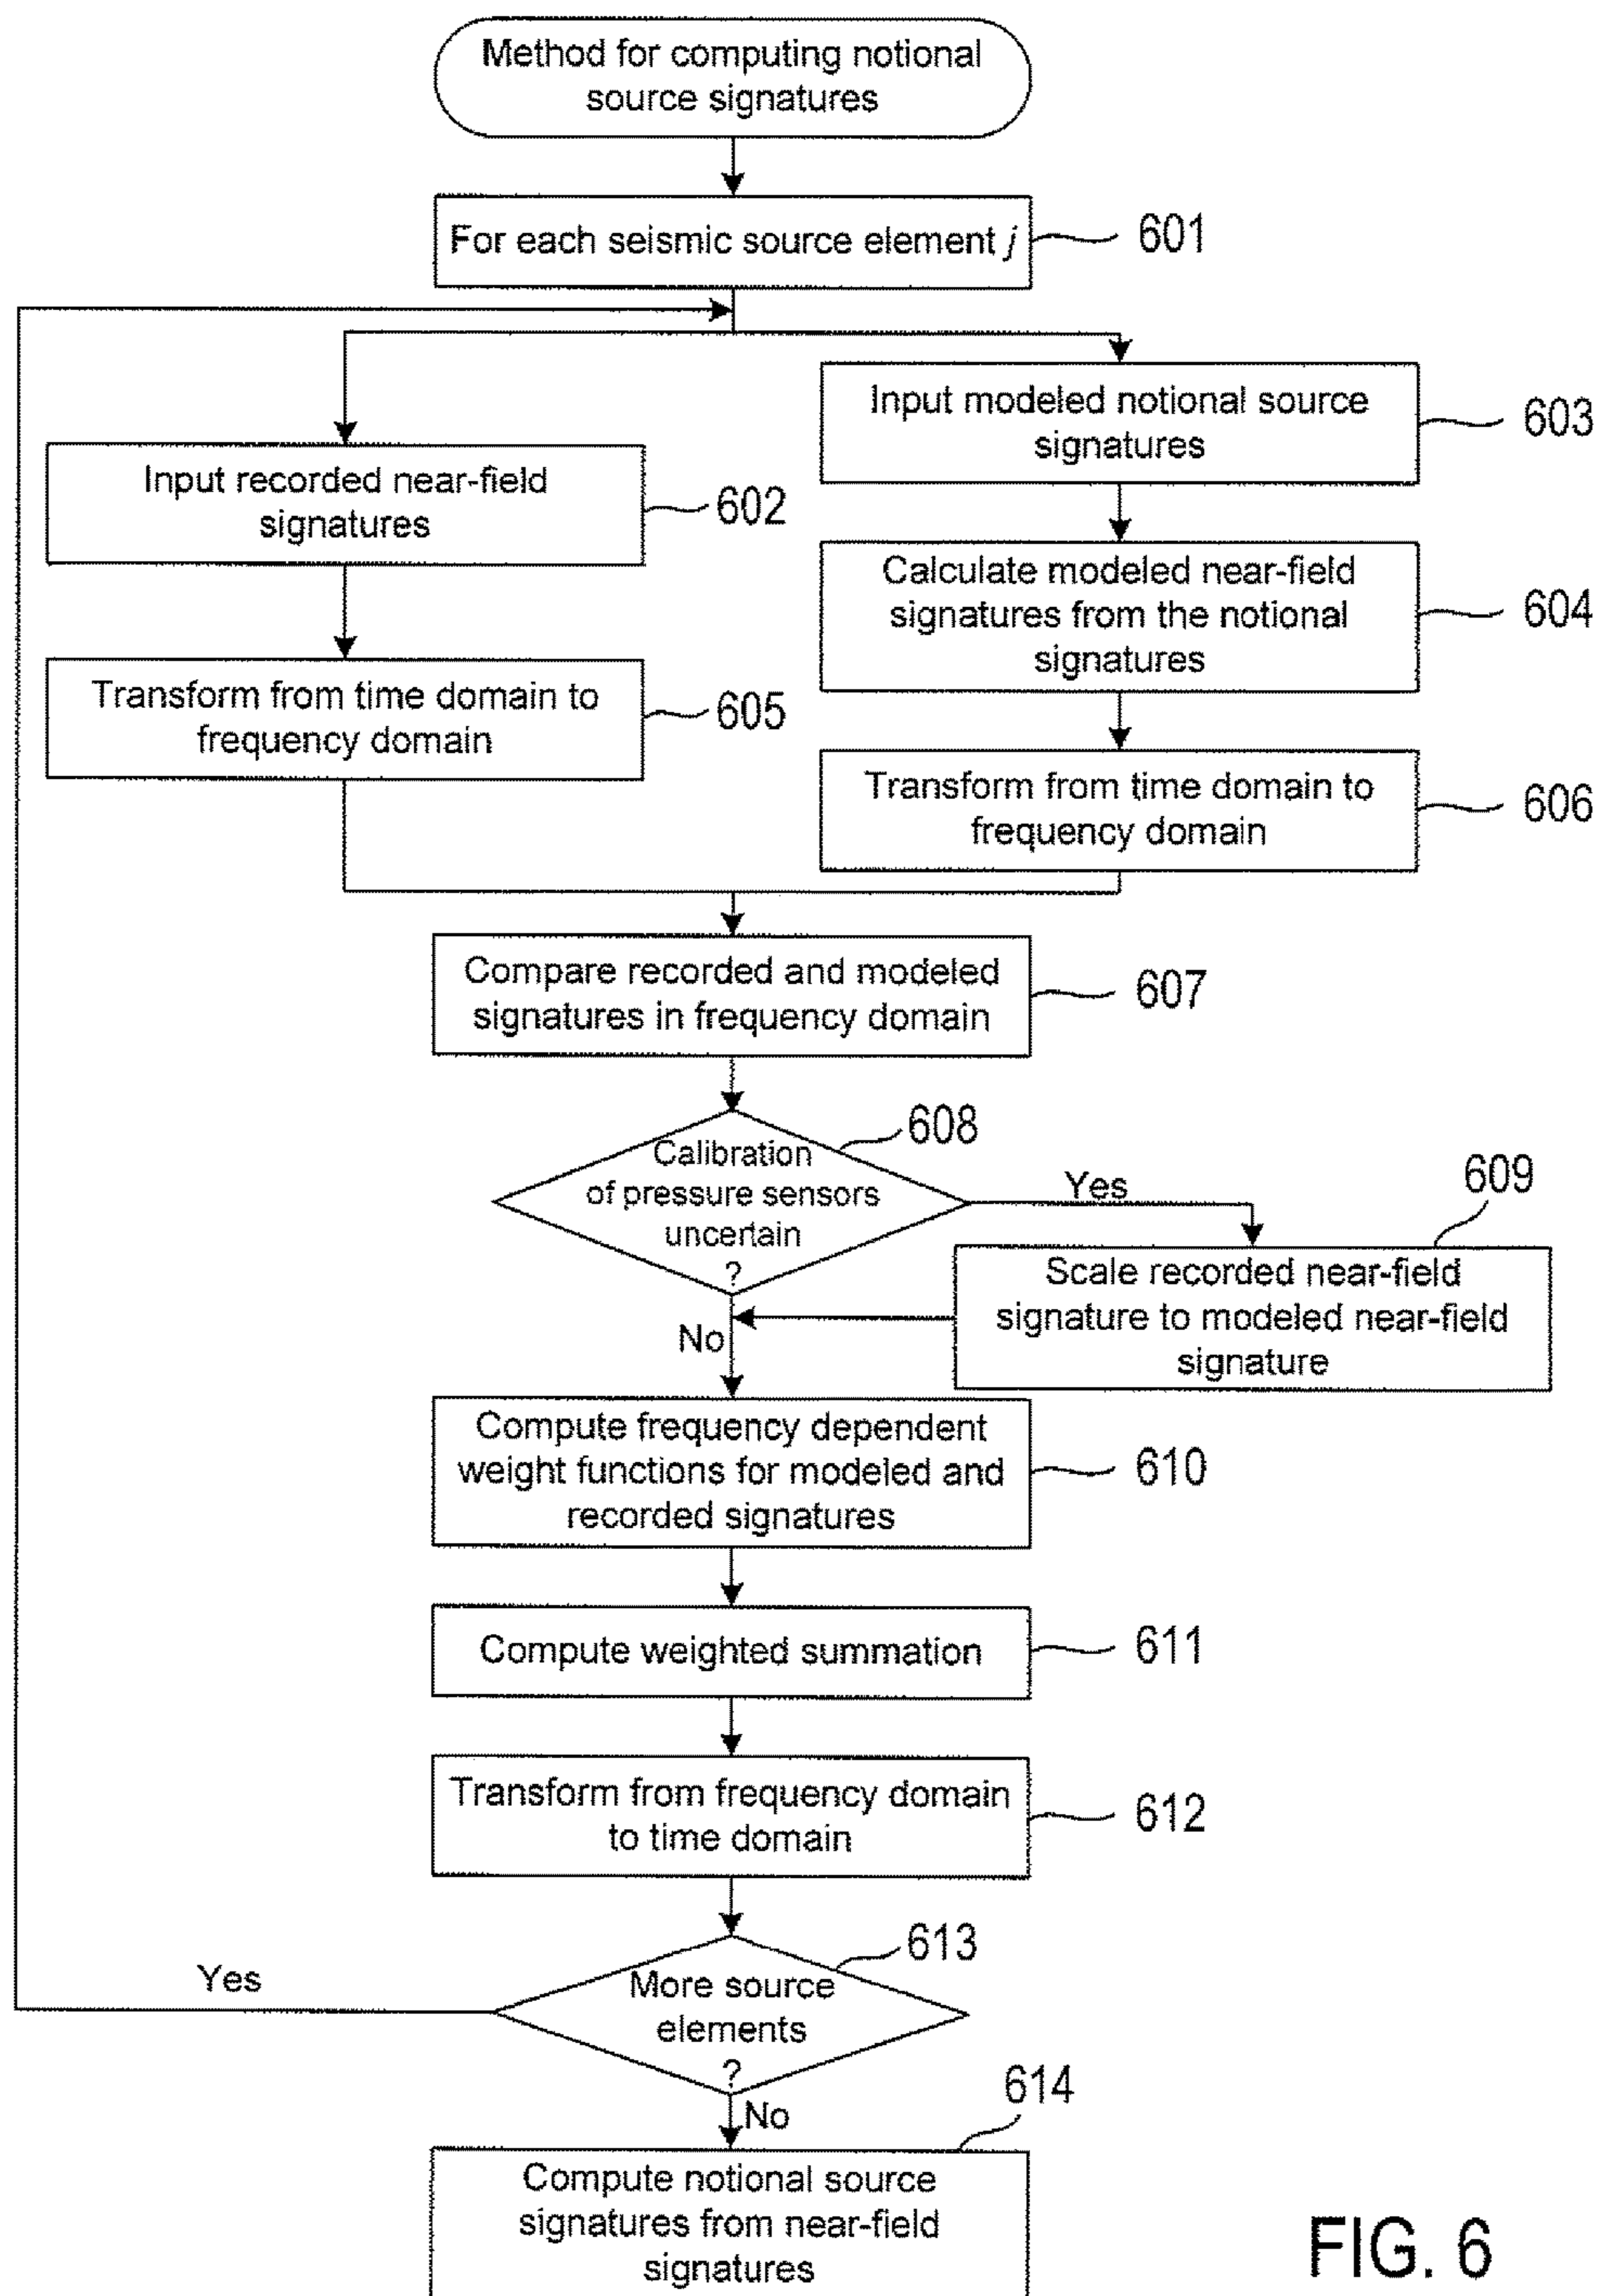 Method for computing notional
source signatures
For each seismic source element j
601
Input modeled notional source
signatures
603
Input recorded near-field
signatures
602
Calculate modeled near-field
signatures from the notional
signatures
604
Transform from time domain to
frequency domain
605
Transform from time domain to
frequency domain
606
Compare recorded and modeled
signatures in frequency domain
607
608
Calibration
of pressure sensors
uncertain
?
Yes
609
Scale recorded near-field
signature to modeled near-field
signature
No
Compute frequency dependent
weight functions for modeled and
recorded signatures
610
Compute weighted summation
611
Transform from frequency domain
to time domain
612
613
More source
elements
?
Yes
No
614
Compute notional source
signatures from near-field
signatures
FIG. 6